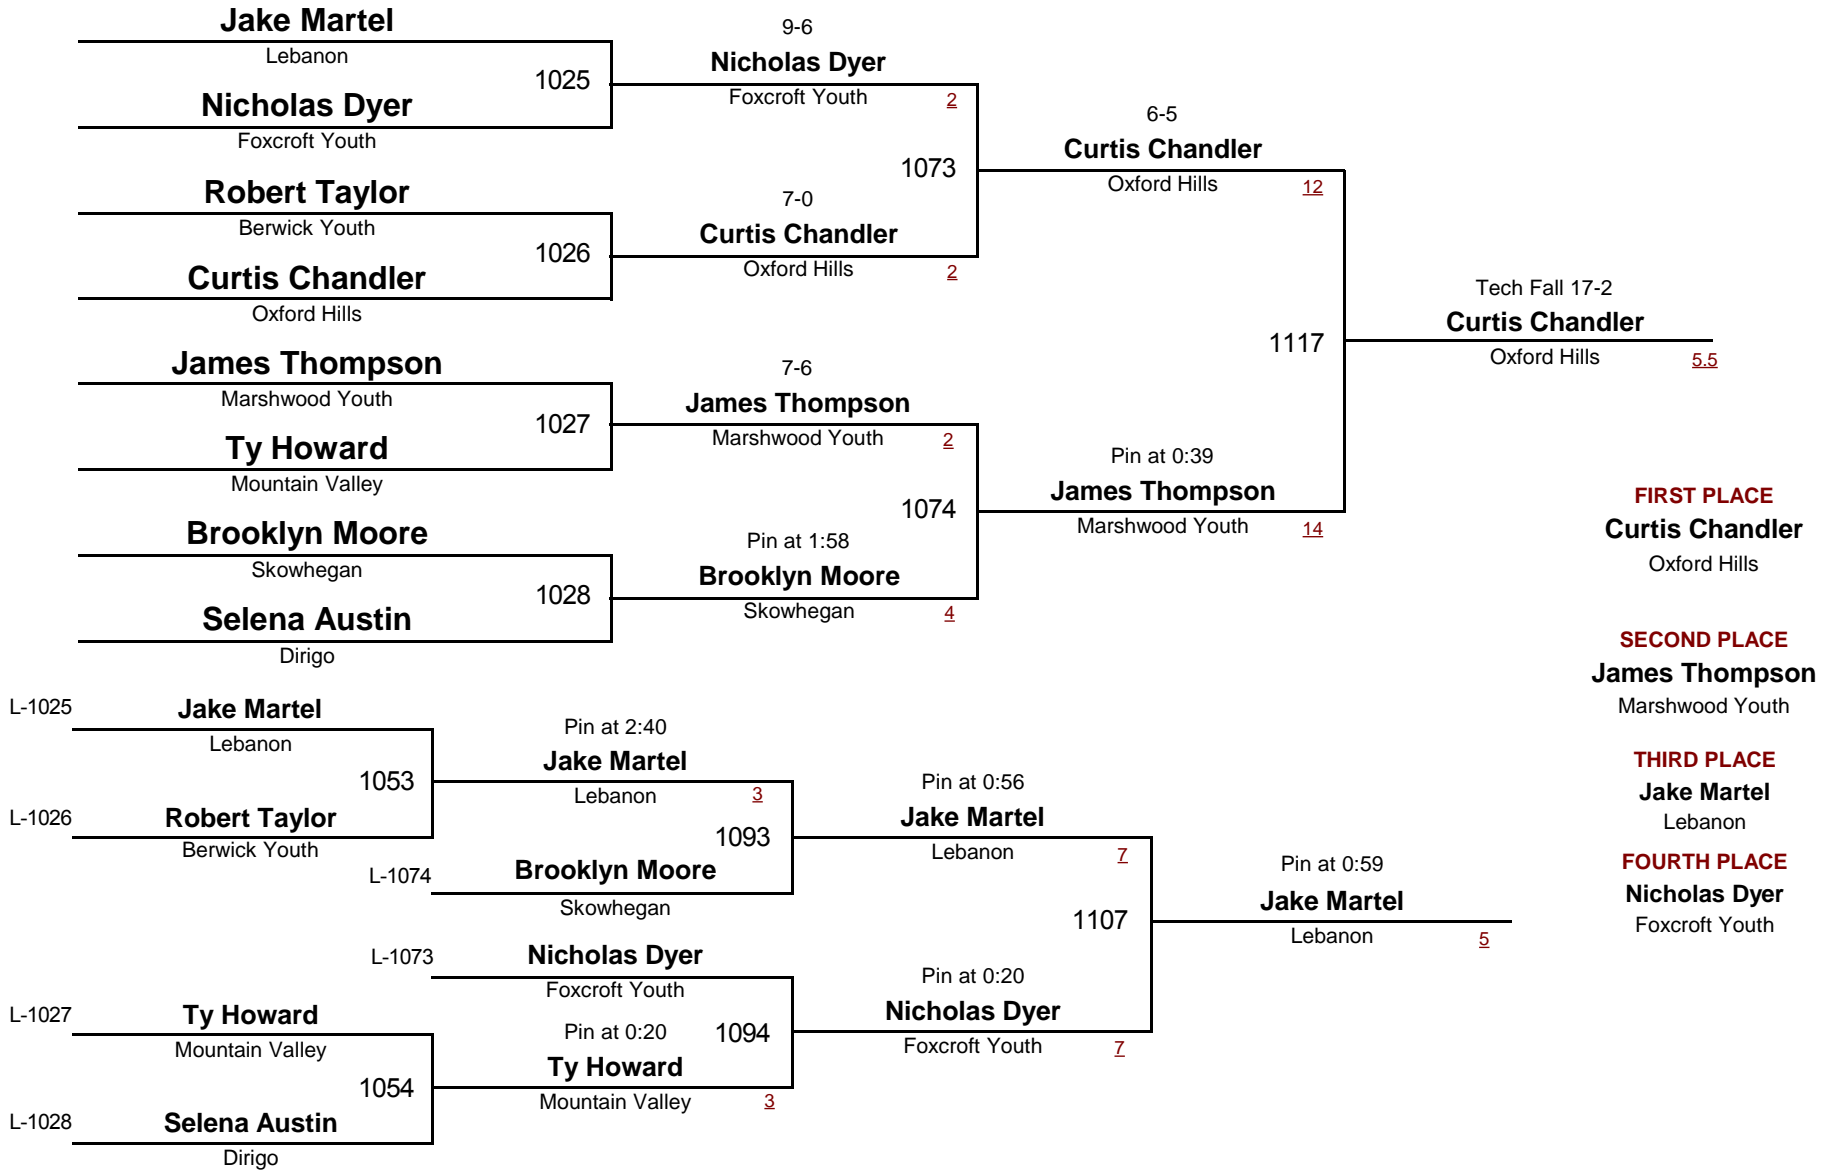 Jake Martel
Lebanon
1025
Nicholas Dyer
Foxcroft Youth
Robert Taylor
Berwick Youth
1026
Curtis Chandler
Oxford Hills
James Thompson
Marshwood Youth
1027
Ty Howard
Mountain Valley
Brooklyn Moore
Skowhegan
1028
Selena Austin
Dirigo
9-6
Nicholas Dyer
Foxcroft Youth 2
1073
7-0
Curtis Chandler
Oxford Hills 2
7-6
James Thompson
Marshwood Youth 2
1074
Pin at 1:58
Brooklyn Moore
Skowhegan 4
6-5
Curtis Chandler
Oxford Hills 12
1117
Pin at 0:39
James Thompson
Marshwood Youth 14
Tech Fall 17-2
Curtis Chandler
Oxford Hills 5.5
FIRST PLACE
Curtis Chandler
Oxford Hills
SECOND PLACE
James Thompson
Marshwood Youth
THIRD PLACE
Jake Martel
Lebanon
FOURTH PLACE
Nicholas Dyer
Foxcroft Youth
L-1025 Jake Martel
Lebanon
1053
L-1026 Robert Taylor
Berwick Youth
Pin at 2:40
Jake Martel
Lebanon 3
1093
L-1074 Brooklyn Moore
Skowhegan
L-1073 Nicholas Dyer
Foxcroft Youth
1094
L-1027 Ty Howard
Mountain Valley
1054
L-1028 Selena Austin
Dirigo
Pin at 0:20
Ty Howard
Mountain Valley 3
Pin at 0:56
Jake Martel
Lebanon 7
1107
Pin at 0:20
Nicholas Dyer
Foxcroft Youth 7
Pin at 0:59
Jake Martel
Lebanon 5